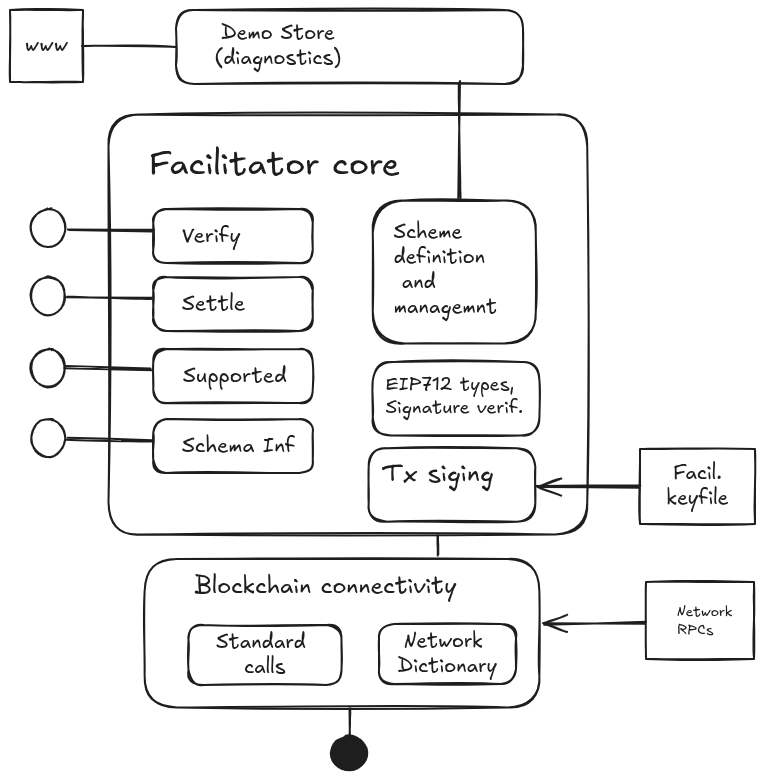 www
Demo Store
(diagnostics)
Facilitator core
Verify
Settle
Supported
Schema Inf
Scheme
definition
and
managemnt
EIP712 types,
Signature verif.
Tx siging
Facil.
keyfile
Blockchain connectivity
Standard
calls
Network
Dictionary
Network
RPCs